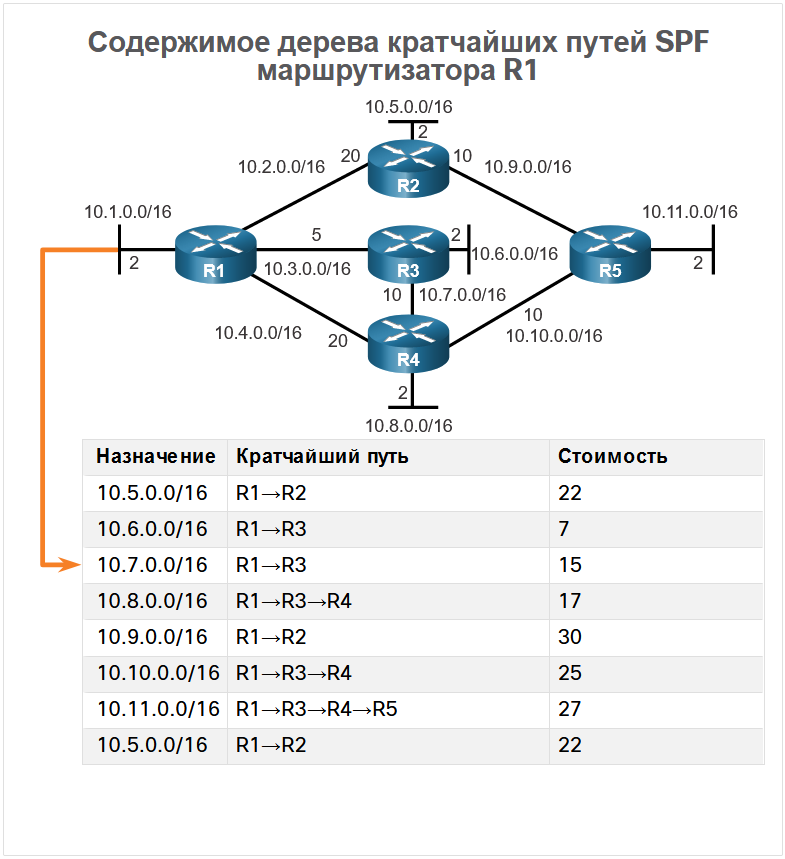 Содержимое дерева кратчайших путей SPF
маршрутизатора R1
10.5.0.0/16
2
20
10
10.2.0.0/16
10.9.0.0/16
R2
10.1.0.0/16
10.11.0.0/16
5
2
2
R1
10.3.0.0/16
R3
10.6.0.0/16
R5
2
10
10.7.0.0/16
10.4.0.0/16
20
10
10.10.0.0/16
R4
2
10.8.0.0/16
Назначение Кратчайший путь Стоимость
10.5.0.0/16 R1→R2 22
10.6.0.0/16 R1→R3 7
10.7.0.0/16 R1→R3 15
10.8.0.0/16 R1→R3→R4 17
10.9.0.0/16 R1→R2 30
10.10.0.0/16 R1→R3→R4 25
10.11.0.0/16 R1→R3→R4→R5 27
10.5.0.0/16 R1→R2 22